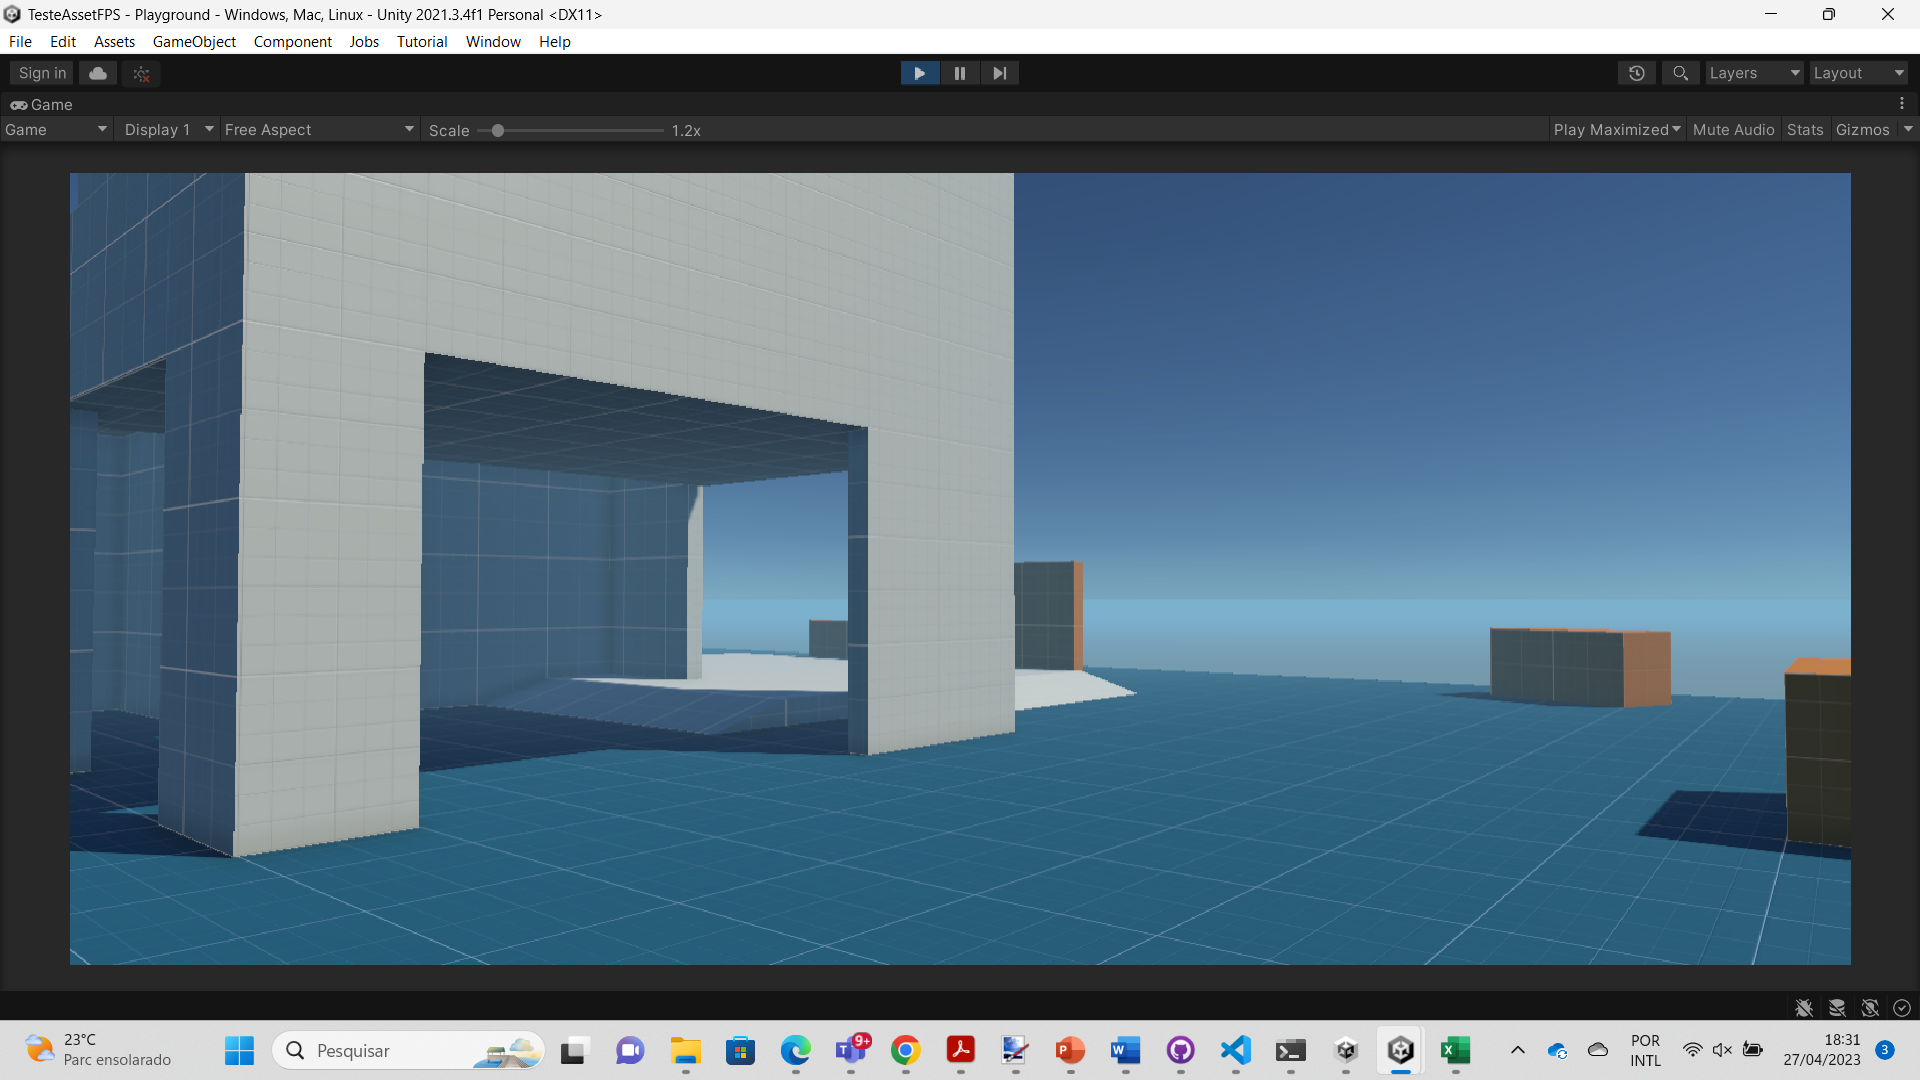 TesteAssetFPS - Playground - Windows, Mac, Linux - Unity 2021.3.4f1 Personal <DX11>
File Edit Assets GameObject Component Jobs Tutorial Window Help
Sign in Layers Layout
Game
Game Display 1 Free Aspect Scale 1.2x Play Maximized Mute Audio Stats Gizmos
23°C
Parc ensolarado
Pesquisar
9+
POR
INTL
18:31
27/04/2023
3